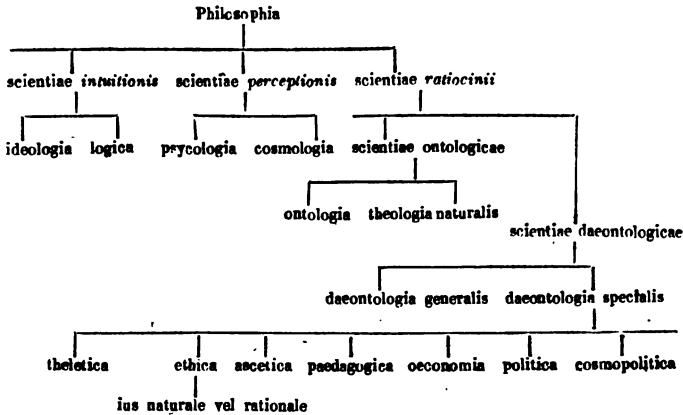 Philosophia
scientiae intuitionis scientiae perceptionis scientiae ratiocinii
ideologia logica psycologia cosmologia scientiae ontologicae
ontologia theologia naturalis
scientiae daeontologicae
daeontologia generalis daeontologia specialis
theletica ethica ascetica paedagogica oeconomia politica cosmopolitica
ius naturale vel rationale